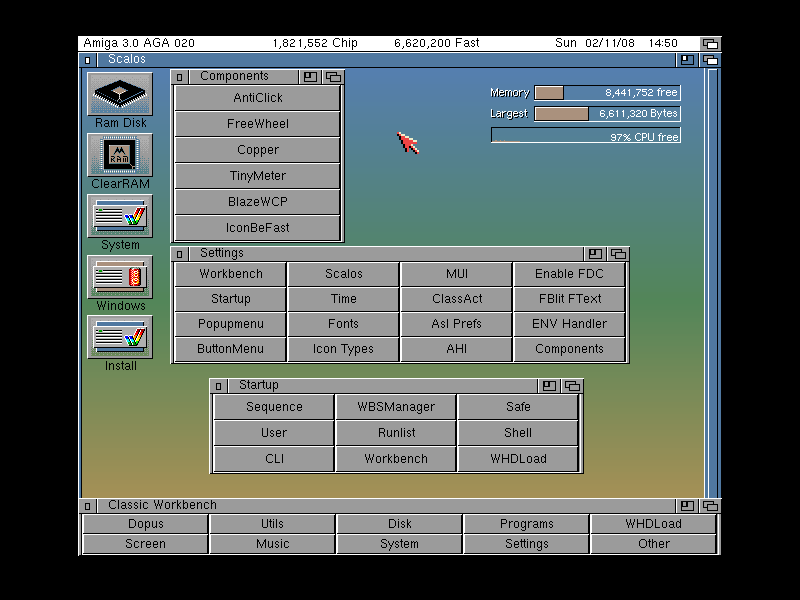 Amiga 3.0 AGA 020 1,821,552 Chip 6,620,200 Fast Sun 02/11/08 14:50
Scalos
Ram Disk
RAM
ClearRAM
System
Windows
Install
Components
AntiClick
FreeWheel
Copper
TinyMeter
BlazeWCP
IconBeFast
Memory 8,441,752 free
Largest 6,611,320 Bytes
97% CPU free
Settings
Workbench Scalos MUI Enable FDC
Startup Time ClassAct FBlit FText
Popupmenu Fonts Asl Prefs ENV Handler
ButtonMenu Icon Types AHI Components
Startup
Sequence WBSManager Safe
User Runlist Shell
CLI Workbench WHDLoad
Classic Workbench
Dopus Utils Disk Programs WHDLoad
Screen Music System Settings Other